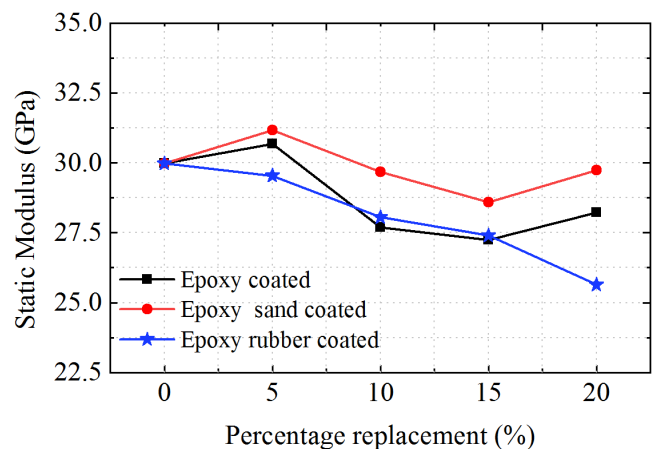 35.0
32.5
30.0
27.5
25.0
22.5
Static Modulus (GPa)
Epoxy coated
Epoxy sand coated
Epoxy rubber coated
0 5 10 15 20
Percentage replacement (%)